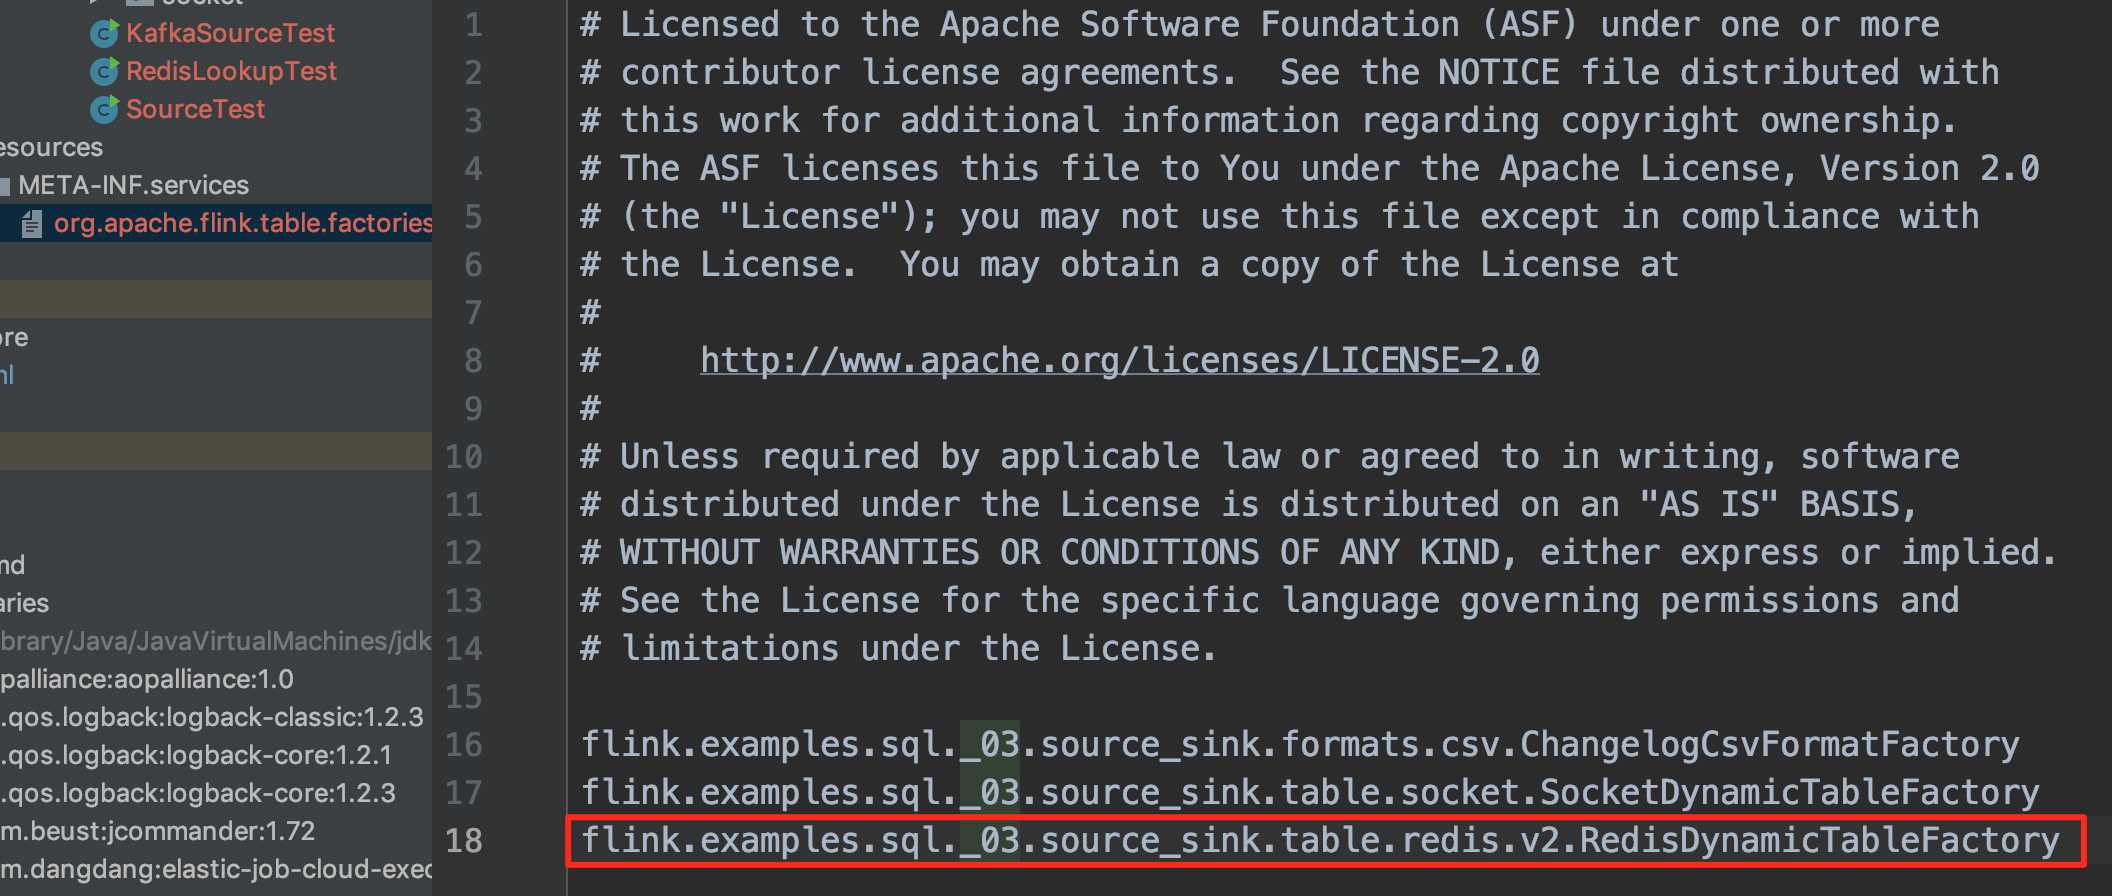 socket
KafkaSourceTest
RedisLookupTest
SourceTest
esources
META-INF.services
org.apache.flink.table.factories
ore
ml
md
aries
brary/Java/JavaVirtualMachines/jdk
palliance:aopalliance:1.0
.qos.logback:logback-classic:1.2.3
.qos.logback:logback-core:1.2.1
.qos.logback:logback-core:1.2.3
m.beust:jcommander:1.72
m.dangdang:elastic-job-cloud-exec
1 # Licensed to the Apache Software Foundation (ASF) under one or more
2 # contributor license agreements.  See the NOTICE file distributed with
3 # this work for additional information regarding copyright ownership.
4 # The ASF licenses this file to You under the Apache License, Version 2.0
5 # (the "License"); you may not use this file except in compliance with
6 # the License.  You may obtain a copy of the License at
7 #
8 #     http://www.apache.org/licenses/LICENSE-2.0
9 #
10 # Unless required by applicable law or agreed to in writing, software
11 # distributed under the License is distributed on an "AS IS" BASIS,
12 # WITHOUT WARRANTIES OR CONDITIONS OF ANY KIND, either express or implied.
13 # See the License for the specific language governing permissions and
14 # limitations under the License.
15
16 flink.examples.sql._03.source_sink.formats.csv.ChangelogCsvFormatFactory
17 flink.examples.sql._03.source_sink.table.socket.SocketDynamicTableFactory
18 flink.examples.sql._03.source_sink.table.redis.v2.RedisDynamicTableFactory